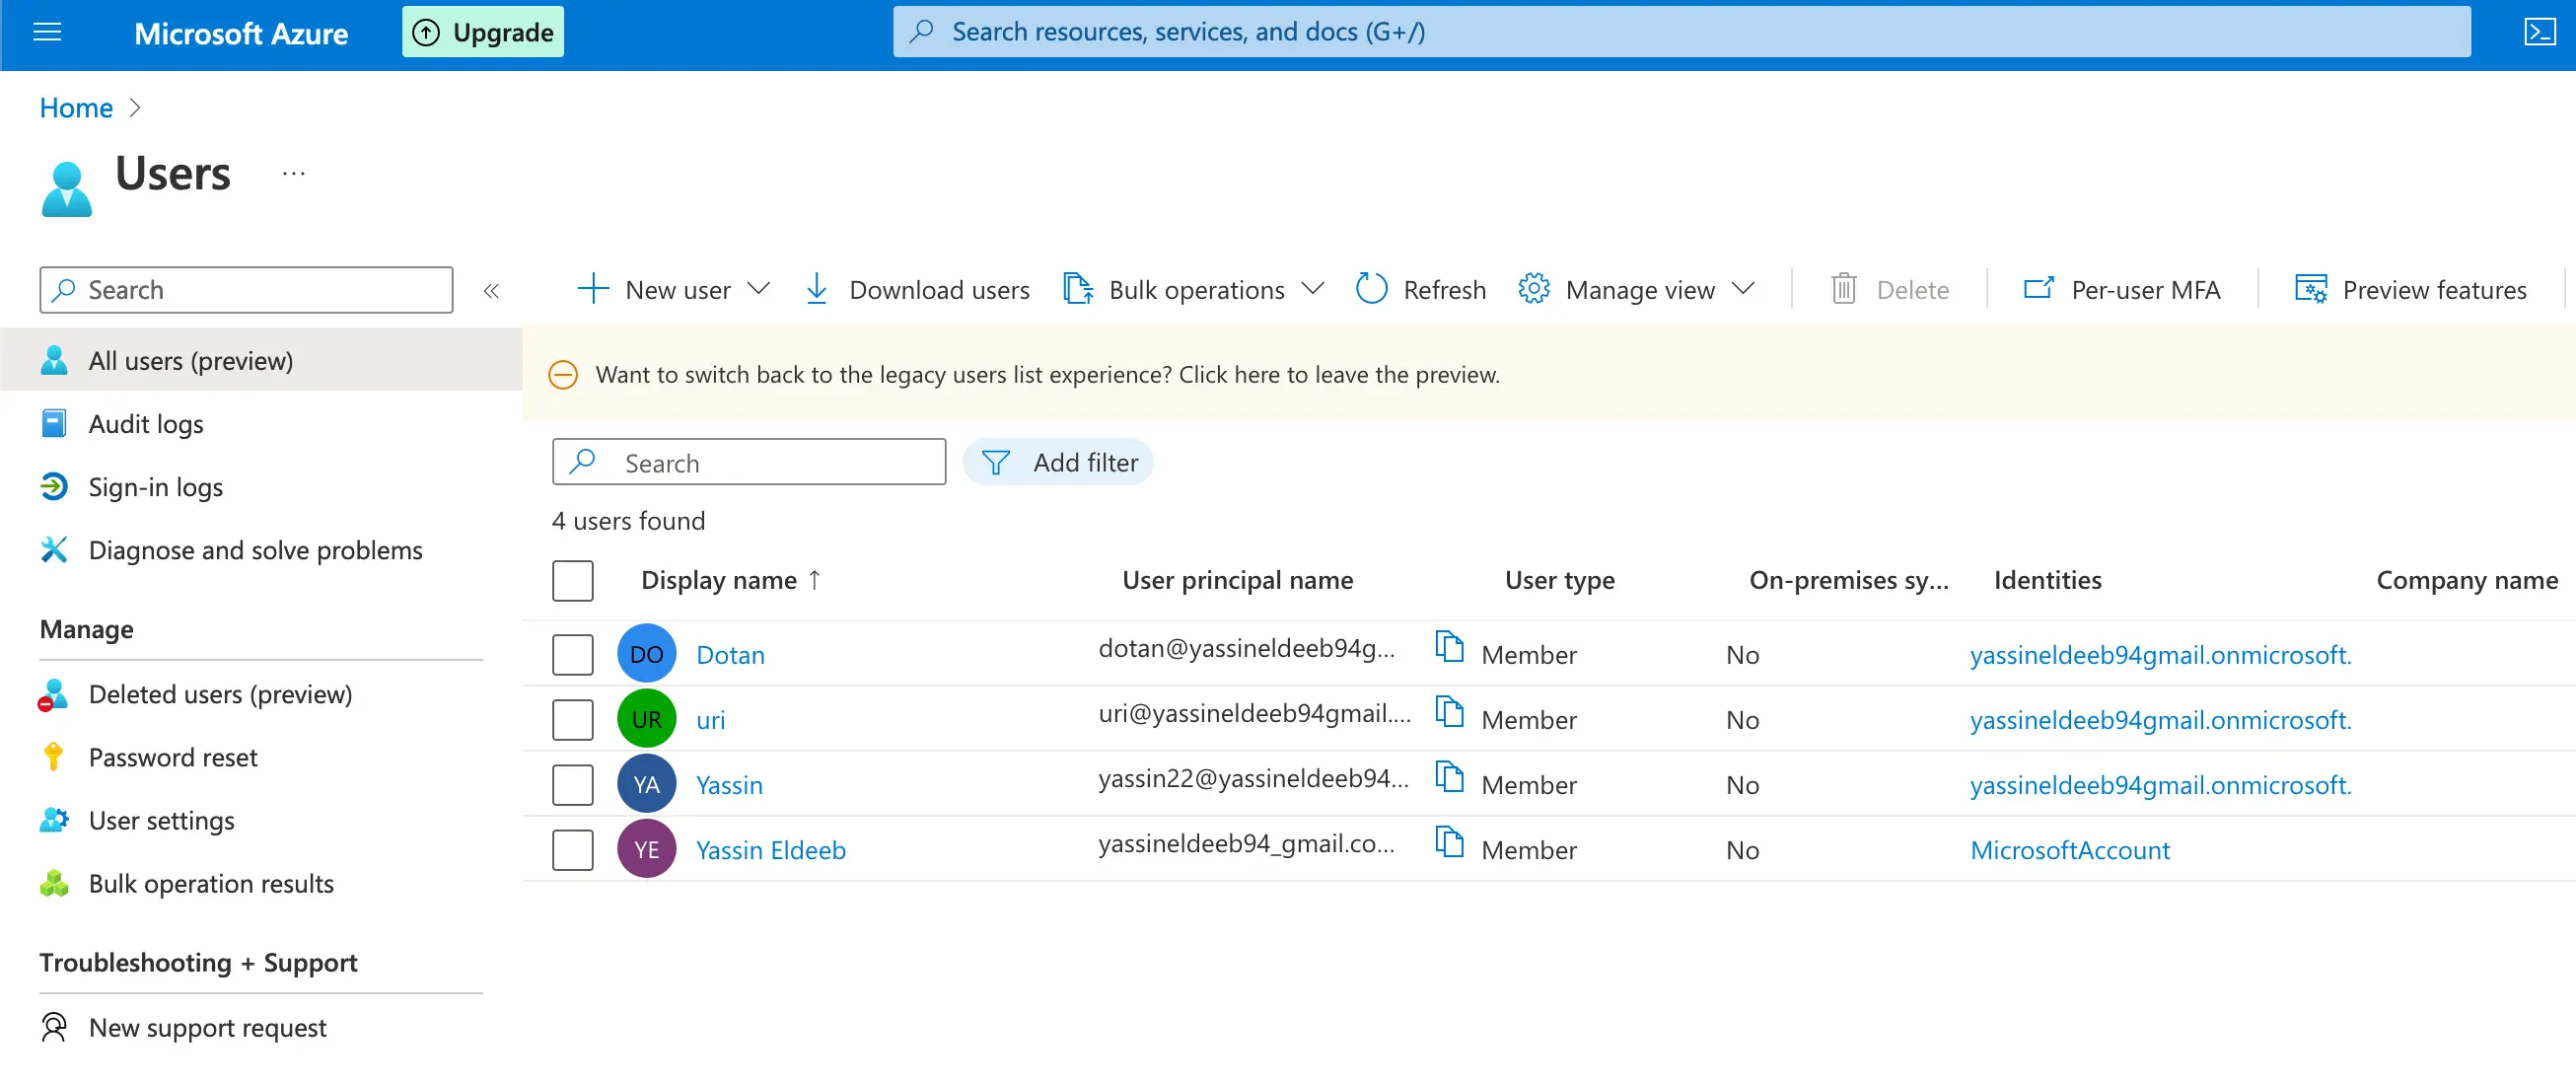 Microsoft Azure
Upgrade
Search resources, services, and docs (G+/)
Home
Users
...
Search
«
New user
Download users
Bulk operations
Refresh
Manage view
Delete
Per-user MFA
Preview features
All users (preview)
Audit logs
Sign-in logs
Diagnose and solve problems
Manage
Deleted users (preview)
Password reset
User settings
Bulk operation results
Troubleshooting + Support
New support request
Want to switch back to the legacy users list experience? Click here to leave the preview.
Search
Add filter
4 users found
Display name ↑ User principal name User type On-premises sy... Identities Company name
DO Dotan dotan@yassineldeeb94g... Member No yassineldeeb94gmail.onmicrosoft.
UR uri uri@yassineldeeb94gmail.... Member No yassineldeeb94gmail.onmicrosoft.
YA Yassin yassin22@yassineldeeb94... Member No yassineldeeb94gmail.onmicrosoft.
YE Yassin Eldeeb yassineldeeb94_gmail.co... Member No MicrosoftAccount